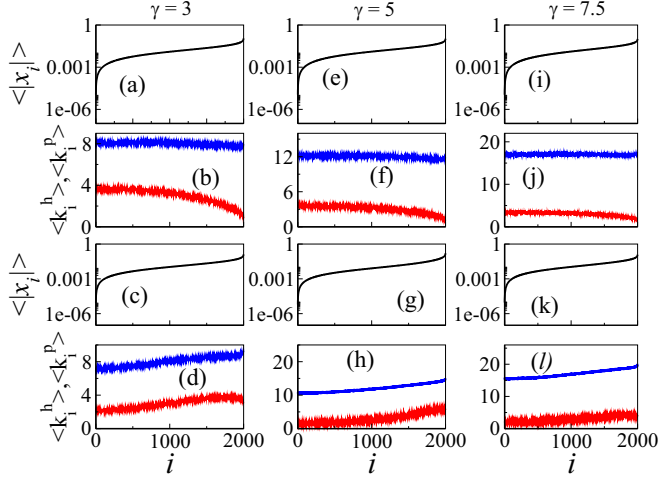 γ = 3 γ = 5 γ = 7.5
1 1 1
0.001 0.001 0.001
1e-06 1e-06 1e-06
<|x_i|>
(a) (e) (i)
8 12 20
4 6 10
0 0 0
<k_i^h>,<k_i^p>
(b) (f) (j)
1 1 1
0.001 0.001 0.001
1e-06 1e-06 1e-06
<|x_i|>
(c) (g) (k)
8 20 20
4 10 10
0 0 0
<k_i^h>,<k_i^p>
(d) (h) (l)
0 1000 2000 0 1000 2000 0 1000 2000
i i i